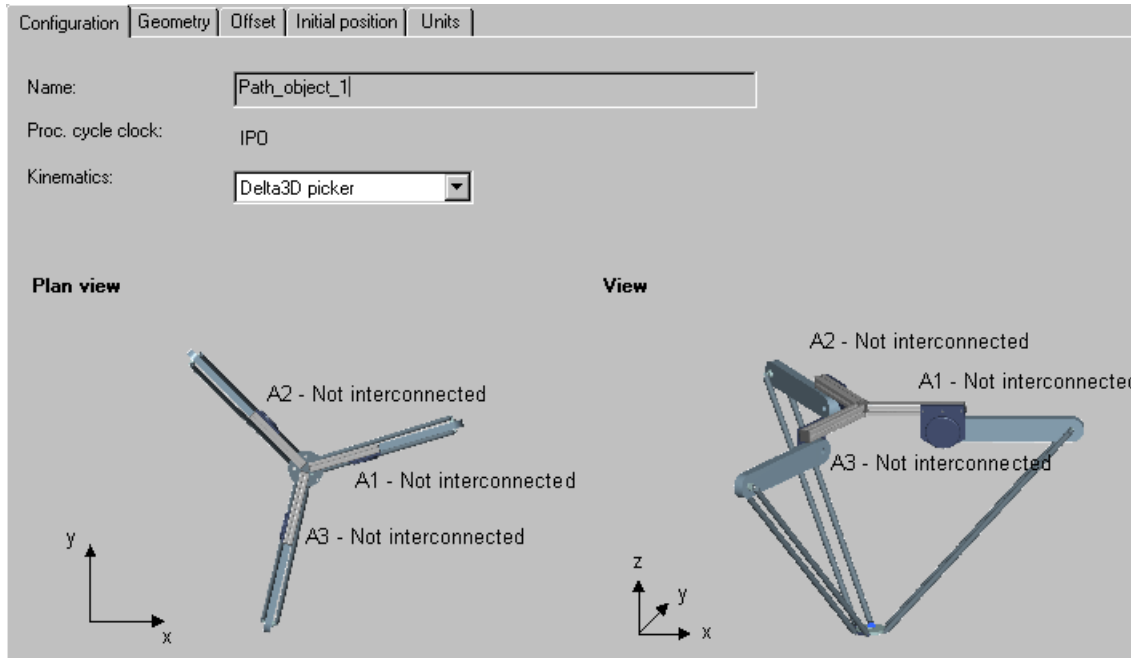 Configuration Geometry Offset Initial position Units
Name: Path_object_1
Proc. cycle clock: IPO
Kinematics: Delta3D picker
Plan view
A2 - Not interconnected
A1 - Not interconnected
A3 - Not interconnected
y
x
View
A2 - Not interconnected
A1 - Not interconnected
A3 - Not interconnected
z
y
x